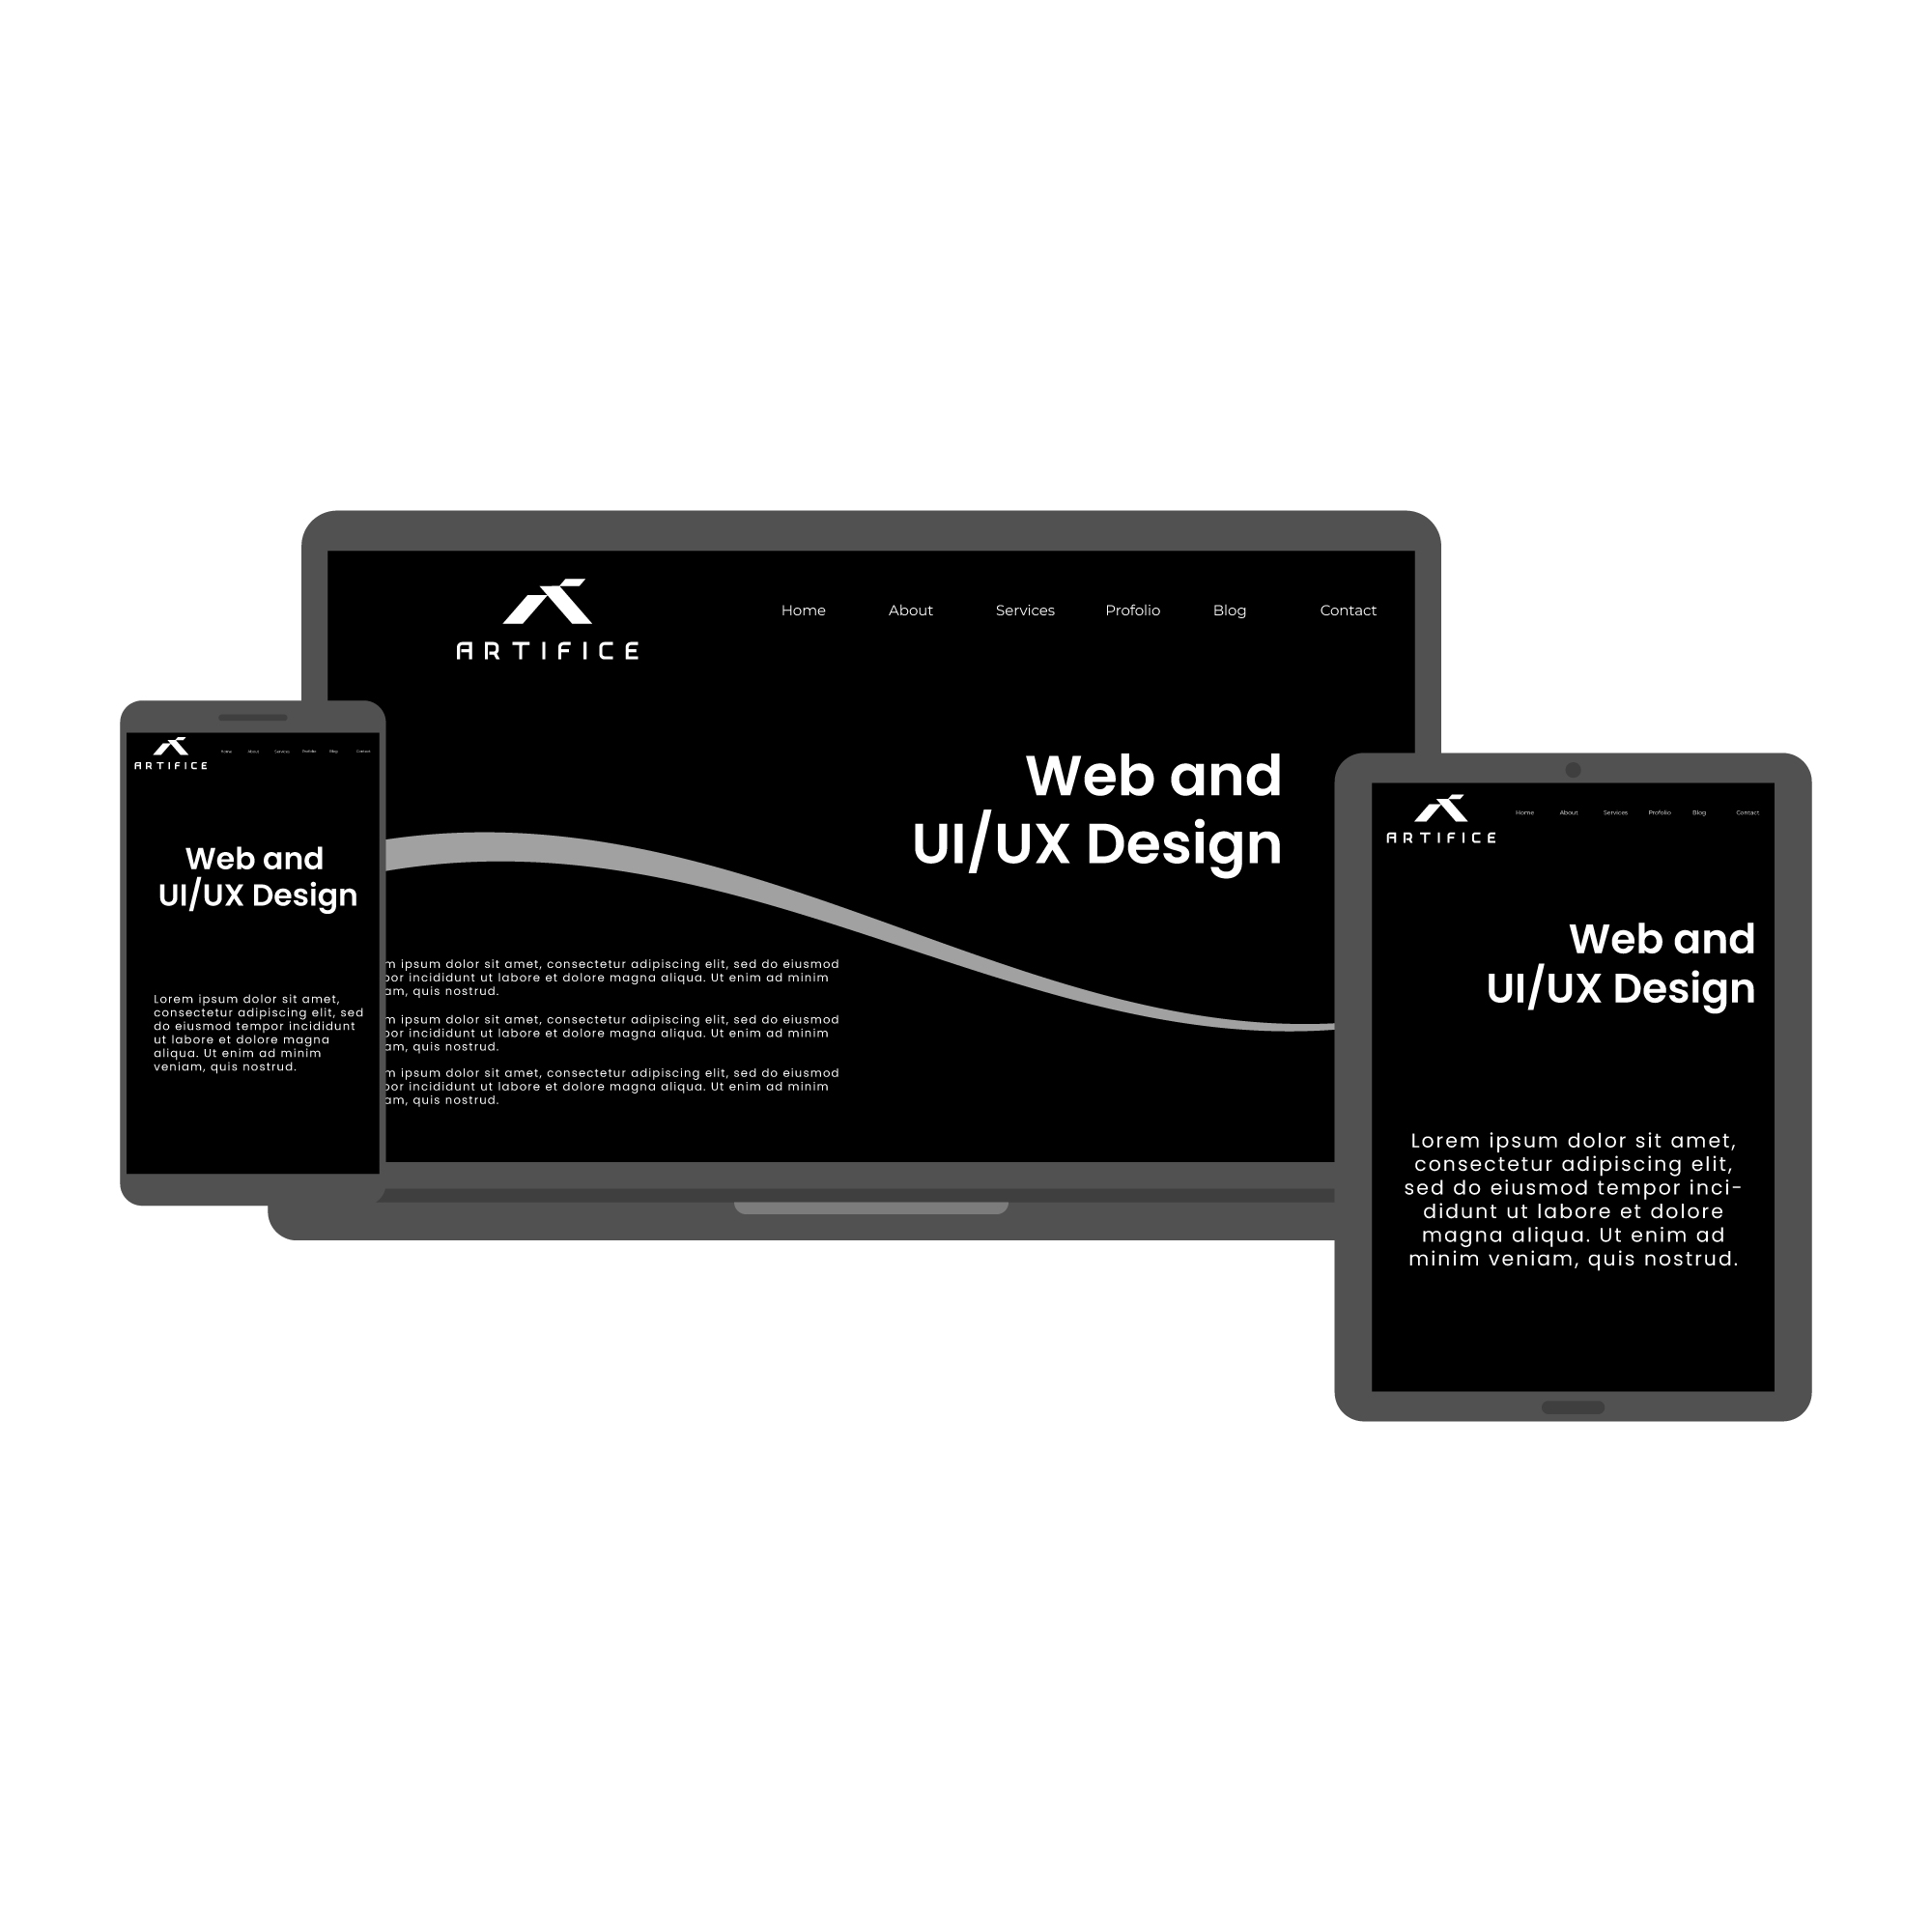 ARTIFICE
Home About Services Profolio Blog Contact
Web and
UI/UX Design
ipsum dolor sit amet, consectetur adipiscing elit, sed do eiusmod
incididunt ut labore et dolore magna aliqua. Ut enim ad minim
quis nostrud.
ipsum dolor sit amet, consectetur adipiscing elit, sed do eiusmod
incididunt ut labore et dolore magna aliqua. Ut enim ad minim
quis nostrud.
ipsum dolor sit amet, consectetur adipiscing elit, sed do eiusmod
incididunt ut labore et dolore magna aliqua. Ut enim ad minim
quis nostrud.
ARTIFICE
Home About Services Profolio Blog Contact
Web and
UI/UX Design
Lorem ipsum dolor sit amet,
consectetur adipiscing elit, sed
do eiusmod tempor incididunt
ut labore et dolore magna
aliqua. Ut enim ad minim
veniam, quis nostrud.
ARTIFICE
Home About Services Profolio Blog Contact
Web and
UI/UX Design
Lorem ipsum dolor sit amet,
consectetur adipiscing elit,
sed do eiusmod tempor inci-
didunt ut labore et dolore
magna aliqua. Ut enim ad
minim veniam, quis nostrud.